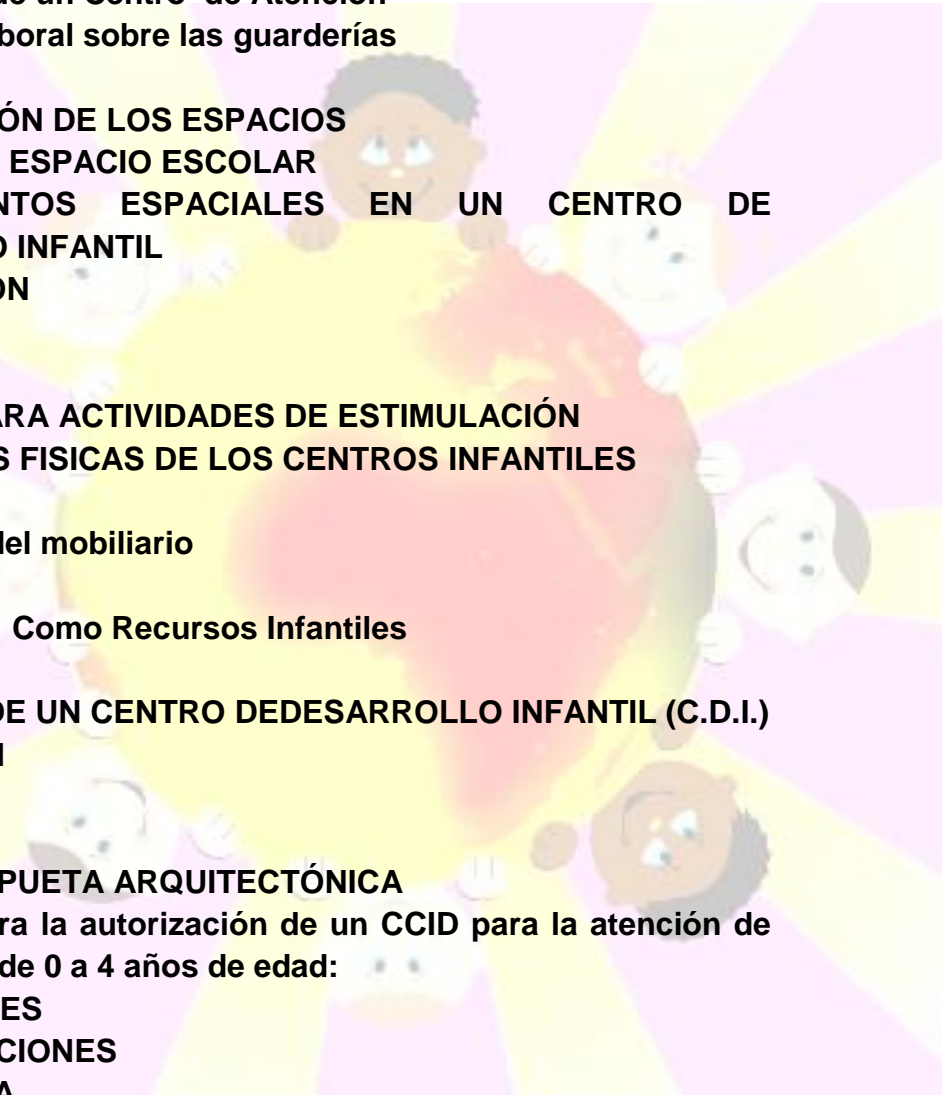 de un Centro de Atención
boral sobre las guarderías
ÓN DE LOS ESPACIOS
ESPACIO ESCOLAR
NTOS ESPACIALES EN UN CENTRO DE
O INFANTIL
ÓN
ARA ACTIVIDADES DE ESTIMULACIÓN
S FISICAS DE LOS CENTROS INFANTILES
del mobiliario
Como Recursos Infantiles
DE UN CENTRO DEDESARROLLO INFANTIL (C.D.I.)
PUETA ARQUITECTÓNICA
ra la autorización de un CCID para la atención de
de 0 a 4 años de edad:
ES
CIONES